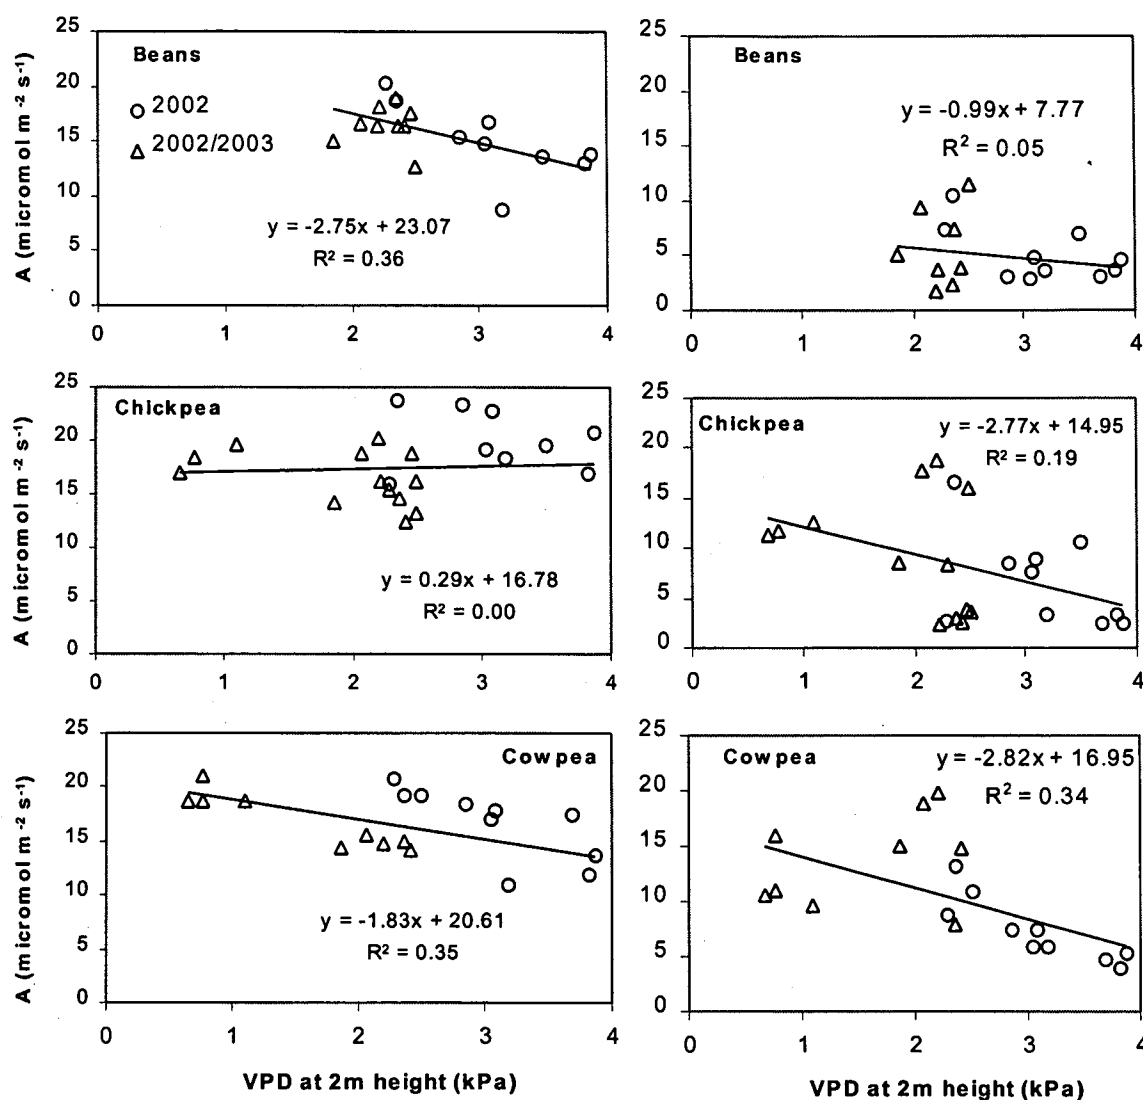 25
20
15
10
5
0
A (micromol m⁻² s⁻¹)
Beans
2002
2002/2003
y = -2.75x + 23.07
R² = 0.36
0 1 2 3 4
25
20
15
10
5
0
Beans
y = -0.99x + 7.77
R² = 0.05
0 1 2 3 4
25
20
15
10
5
0
A (micromol m⁻² s⁻¹)
Chickpea
y = 0.29x + 16.78
R² = 0.00
0 1 2 3 4
25
20
15
10
5
0
Chickpea
y = -2.77x + 14.95
R² = 0.19
0 1 2 3 4
25
20
15
10
5
0
A (micromol m⁻² s⁻¹)
Cowpea
y = -1.83x + 20.61
R² = 0.35
0 1 2 3 4
VPD at 2m height (kPa)
25
20
15
10
5
0
Cowpea
y = -2.82x + 16.95
R² = 0.34
0 1 2 3 4
VPD at 2m height (kPa)